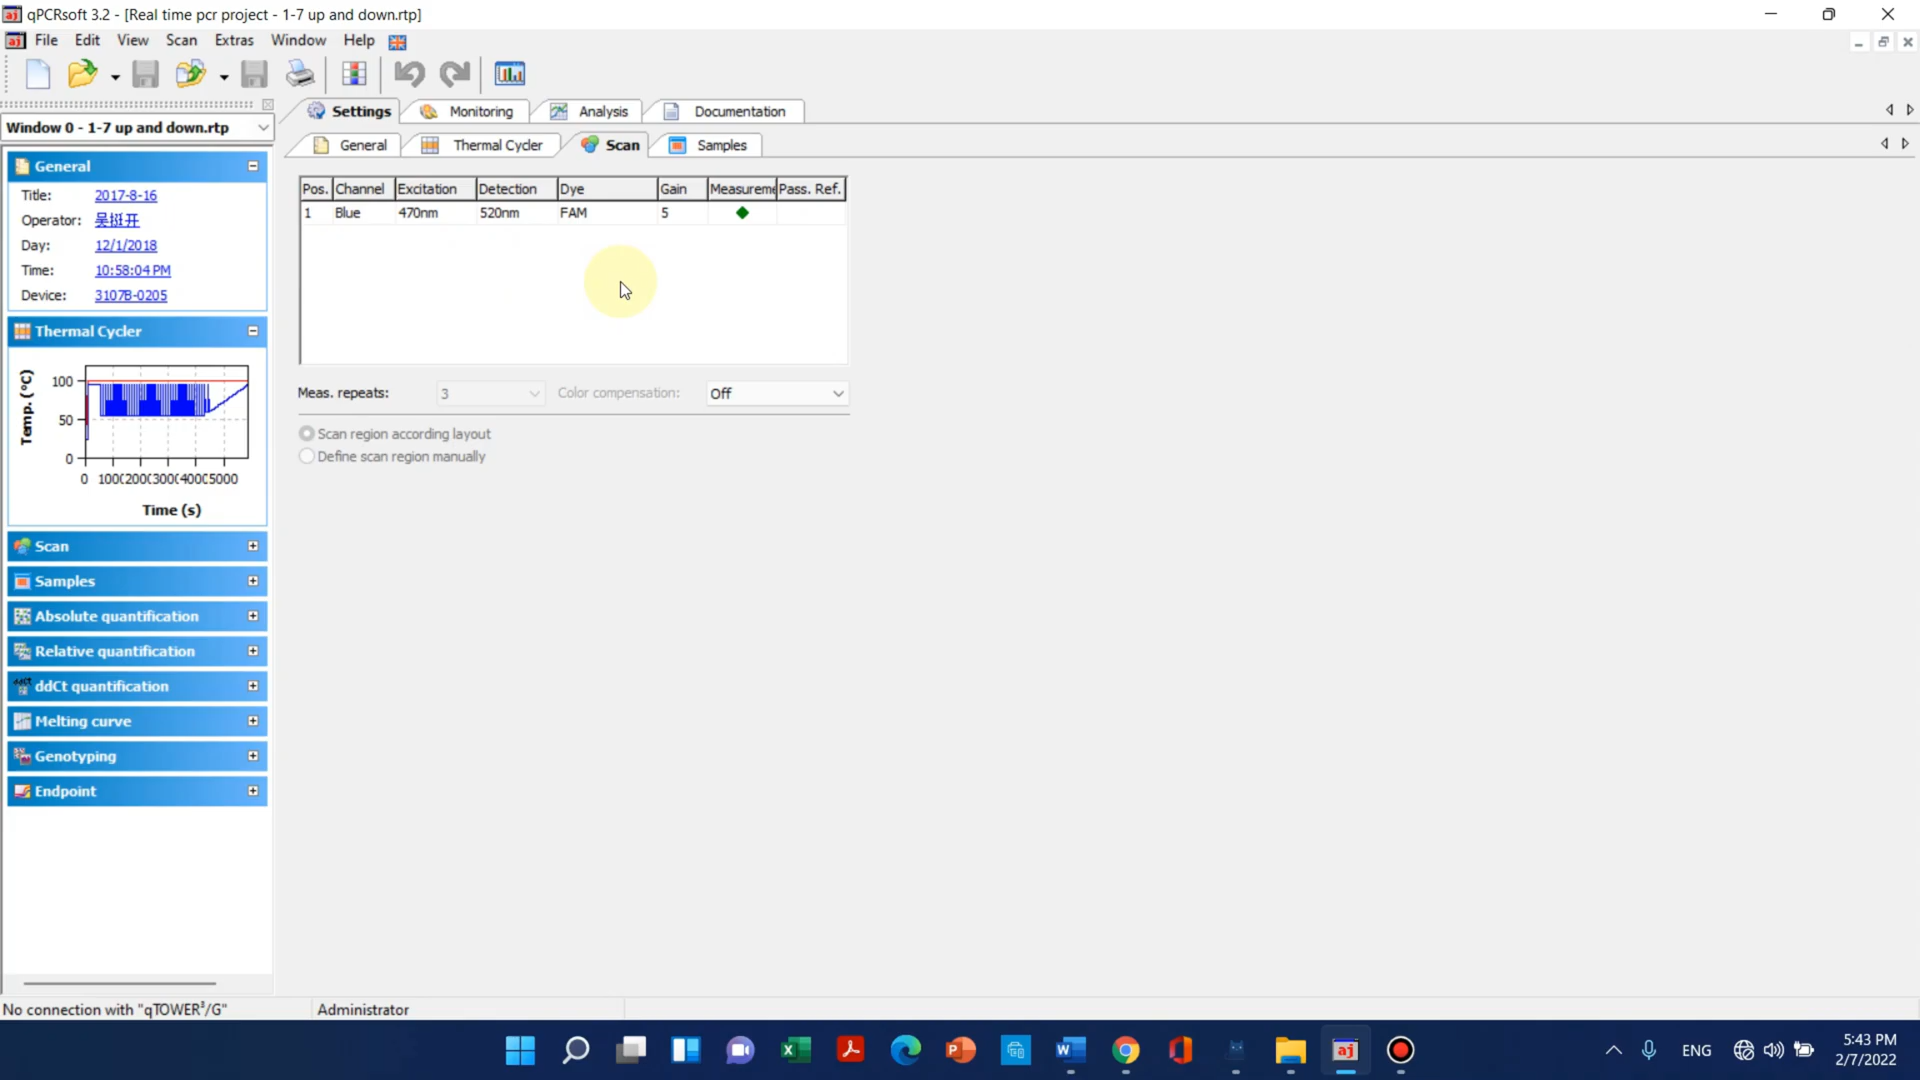 qPCRsoft 3.2 - [Real time pcr project - 1-7 up and down.rtp]
File Edit View Scan Extras Window Help
Window 0 - 1-7 up and down.rtp
Settings Monitoring Analysis Documentation
General Thermal Cycler Scan Samples
General
Title: 2017-8-16
Operator: 吴挺开
Day: 12/1/2018
Time: 10:58:04 PM
Device: 3107B-0205
Thermal Cycler
Temp. (°C)
100
50
0
0 100(200(300(400(5000
Time (s)
Scan
Samples
Absolute quantification
Relative quantification
ddCt quantification
Melting curve
Genotyping
Endpoint
Pos. Channel Excitation Detection Dye Gain Measureme Pass. Ref.
1 Blue 470nm 520nm FAM 5
Meas. repeats: 3 Color compensation: Off
Scan region according layout
Define scan region manually
No connection with "qTOWER³/G" Administrator
ENG
5:43 PM
2/7/2022